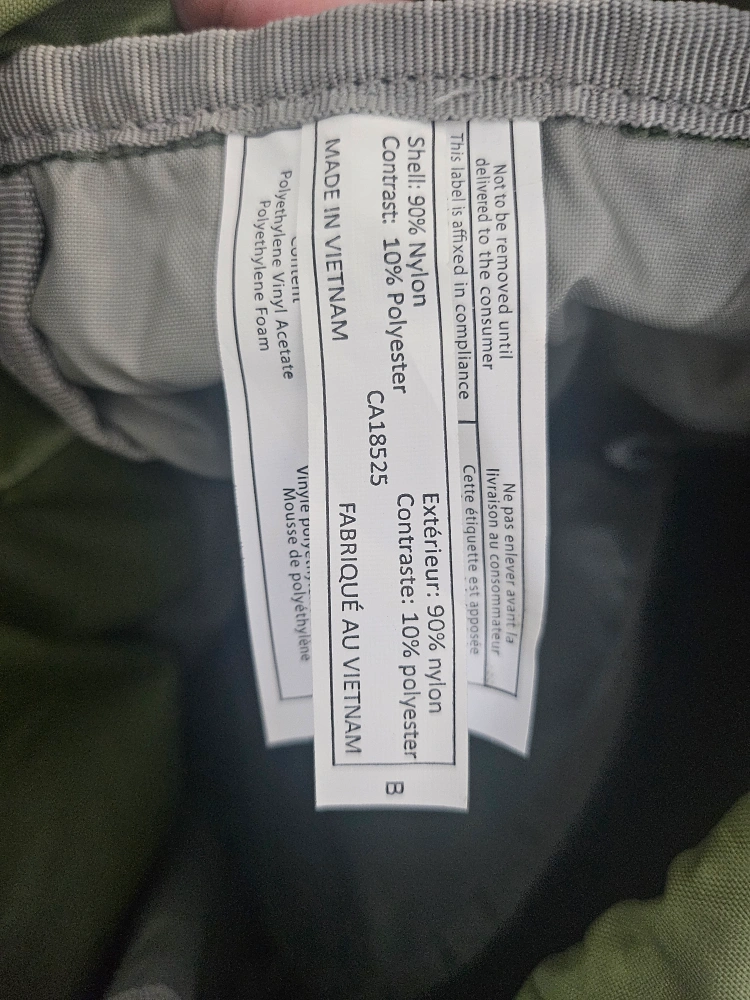 Not to be removed until
delivered to the consumer
This label is affixed in compliance
Ne pas enlever avant la
livraison au consommateur
Cette étiquette est apposée
Shell: 90% Nylon
Contrast: 10% Polyester
CA18525
MADE IN VIETNAM
Extérieur: 90% nylon
Contraste: 10% polyester
FABRIQUÉ AU VIETNAM
B
Content
Polyethylene Vinyl Acetate
Polyethylene Foam
Vinyle
Mousse de polyéthylène